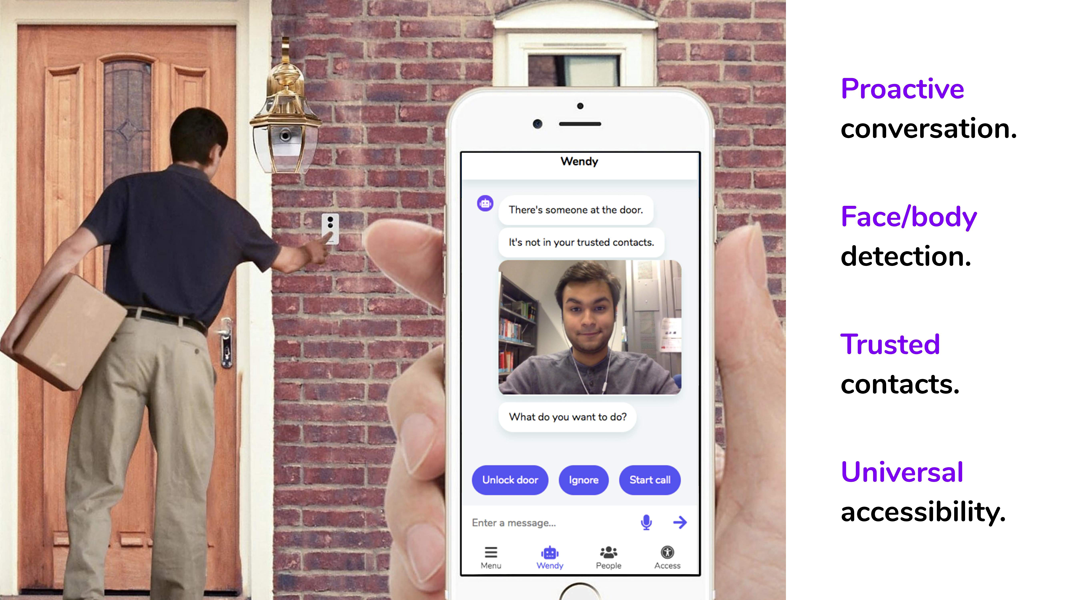 Wendy
There's someone at the door.
It's not in your trusted contacts.
What do you want to do?
Unlock door
Ignore
Start call
Enter a message...
Menu
Wendy
People
Access
Proactive
conversation.
Face/body
detection.
Trusted
contacts.
Universal
accessibility.